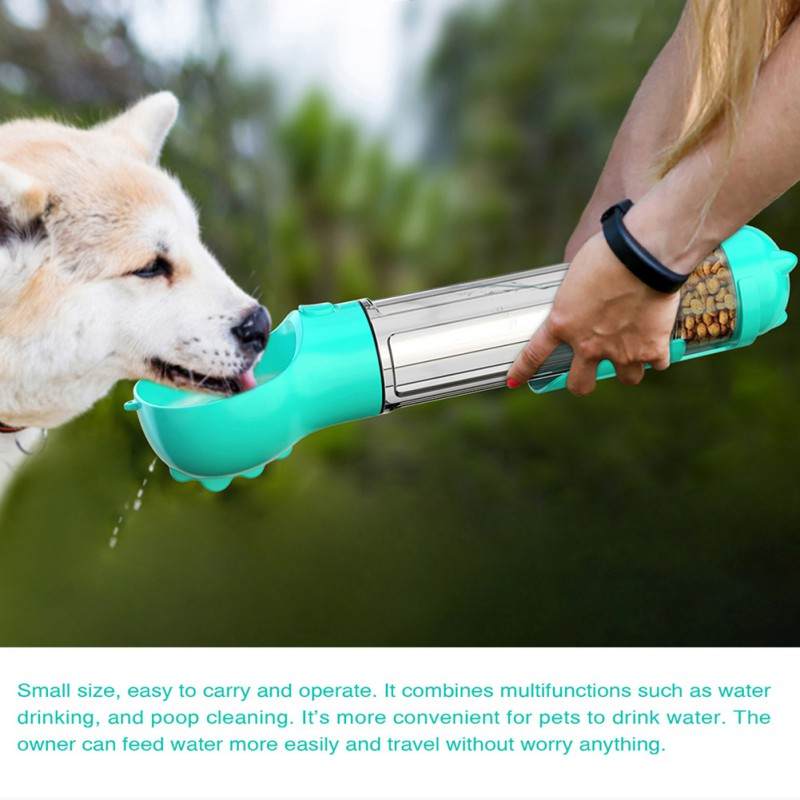 Small size, easy to carry and operate. It combines multifunctions such as water
drinking, and poop cleaning. It's more convenient for pets to drink water. The
owner can feed water more easily and travel without worry anything.